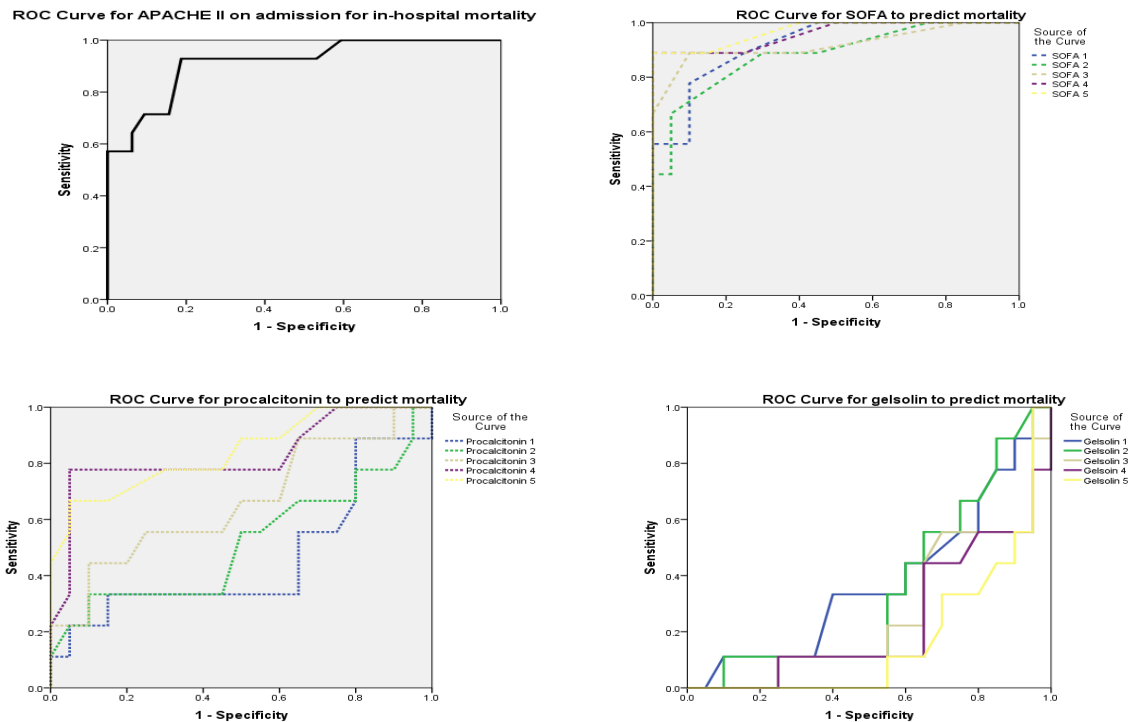 ROC Curve for APACHE II on admission for in-hospital mortality
1.0
0.8
0.6
0.4
0.2
0.0
Sensitivity
0.0 0.2 0.4 0.6 0.8 1.0
1 - Specificity
ROC Curve for SOFA to predict mortality
1.0
0.8
0.6
0.4
0.2
0.0
Sensitivity
0.0 0.2 0.4 0.6 0.8 1.0
1 - Specificity
Source of
the Curve
SOFA 1
SOFA 2
SOFA 3
SOFA 4
SOFA 5
ROC Curve for procalcitonin to predict mortality
1.0
0.8
0.6
0.4
0.2
0.0
Sensitivity
0.0 0.2 0.4 0.6 0.8 1.0
1 - Specificity
Source of the
Curve
Procalcitonin 1
Procalcitonin 2
Procalcitonin 3
Procalcitonin 4
Procalcitonin 5
ROC Curve for gelsolin to predict mortality
1.0
0.8
0.6
0.4
0.2
0.0
Sensitivity
0.0 0.2 0.4 0.6 0.8 1.0
1 - Specificity
Source of
the Curve
Gelsolin 1
Gelsolin 2
Gelsolin 3
Gelsoin 4
Gelsolin 5